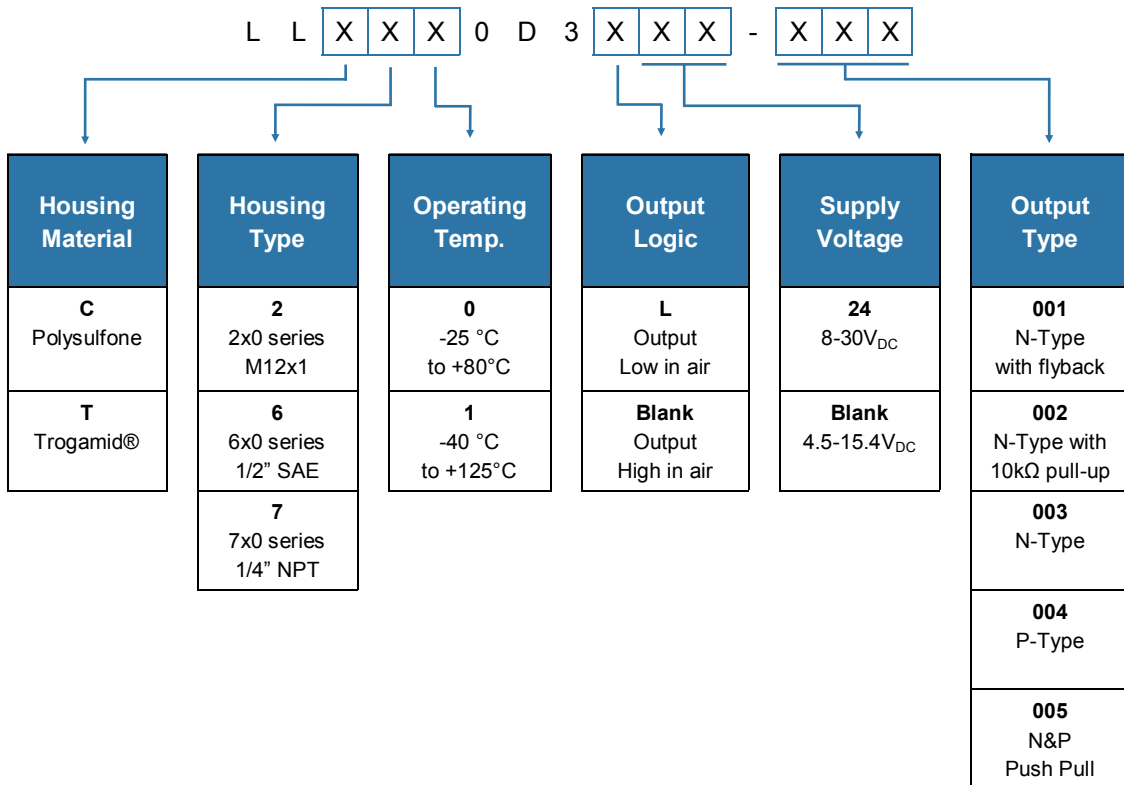 L L X X X 0 D 3 X X X - X X X
Housing
Material
C
Polysulfone
T
Trogamid®
Housing
Type
2
2x0 series
M12x1
6
6x0 series
1/2” SAE
7
7x0 series
1/4” NPT
Operating
Temp.
0
-25 °C
to +80°C
1
-40 °C
to +125°C
Output
Logic
L
Output
Low in air
Blank
Output
High in air
Supply
Voltage
24
8-30VDC
Blank
4.5-15.4VDC
Output
Type
001
N-Type
with flyback
002
N-Type with
10kΩ pull-up
003
N-Type
004
P-Type
005
N&P
Push Pull